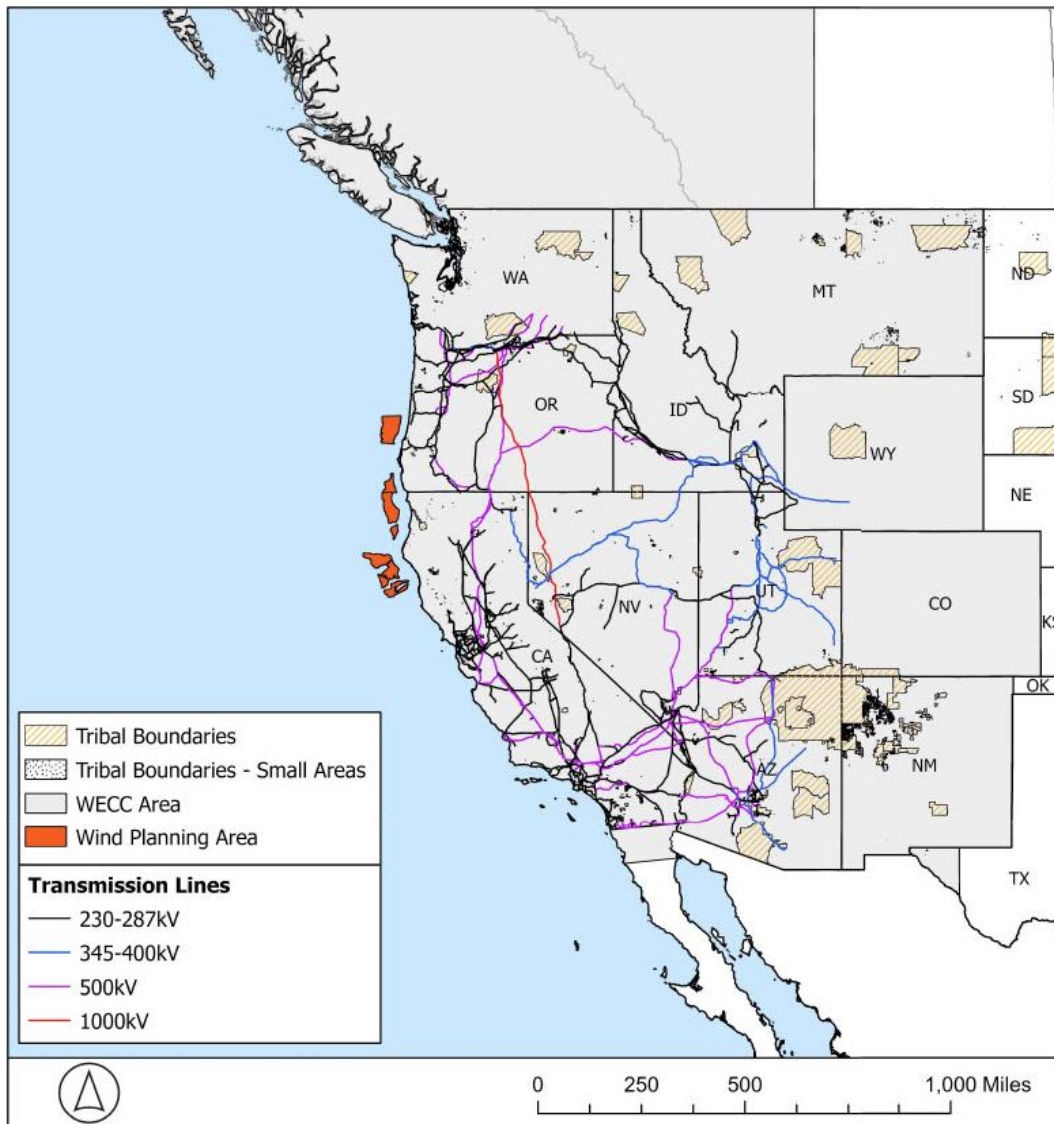 WA
MT
ND
OR
ID
SD
WY
NE
NV
UT
CO
KS
CA
OK
AZ
NM
TX
Tribal Boundaries
Tribal Boundaries - Small Areas
WECC Area
Wind Planning Area
Transmission Lines
230-287kV
345-400kV
500kV
1000kV
0 250 500 1,000 Miles